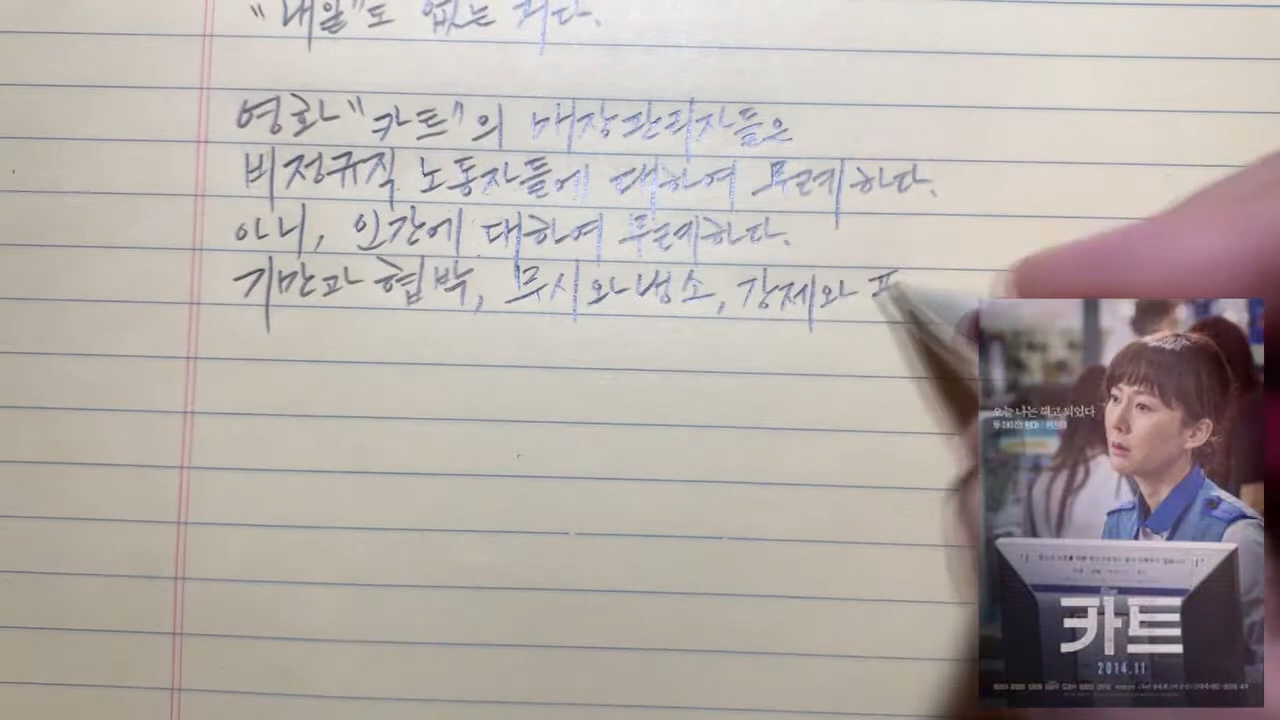 "내일"도 없는 거다.
영화 "카트"의 매장관리자들은
비정규직 노동자들에 대하여 무례하다.
아니, 인간에 대하여 무례하다.
기만과 협박, 무시와 냉소, 강제와 ㅍ
오늘 나는 해고 되었다
카트
2014.11